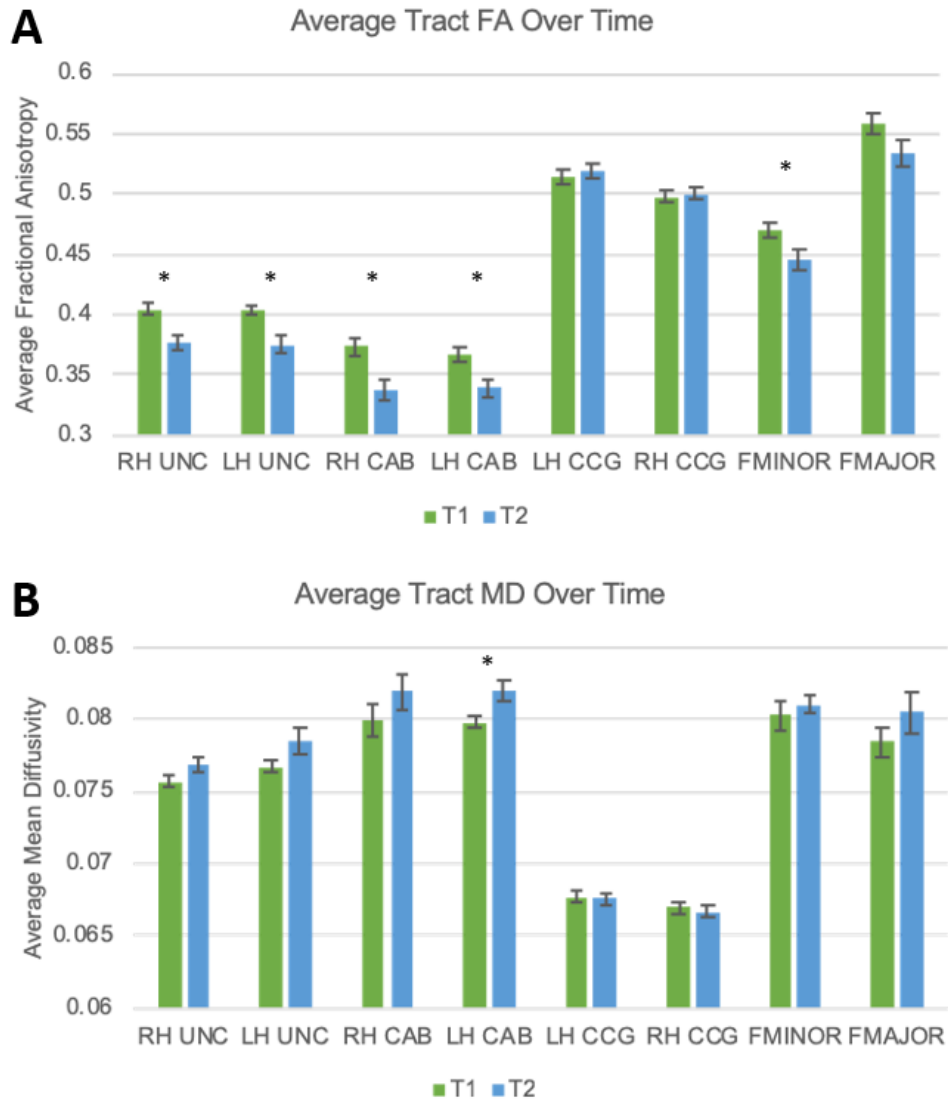 A
Average Tract FA Over Time
Average Fractional Anisotropy
0.6
0.55
0.5
0.45
0.4
0.35
0.3
*
* * * *
RH UNC LH UNC RH CAB LH CAB LH CCG RH CCG FMINOR FMAJOR
T1 T2
B
Average Tract MD Over Time
Average Mean Diffusivity
0.085
0.08
0.075
0.07
0.065
0.06
*
RH UNC LH UNC RH CAB LH CAB LH CCG RH CCG FMINOR FMAJOR
T1 T2